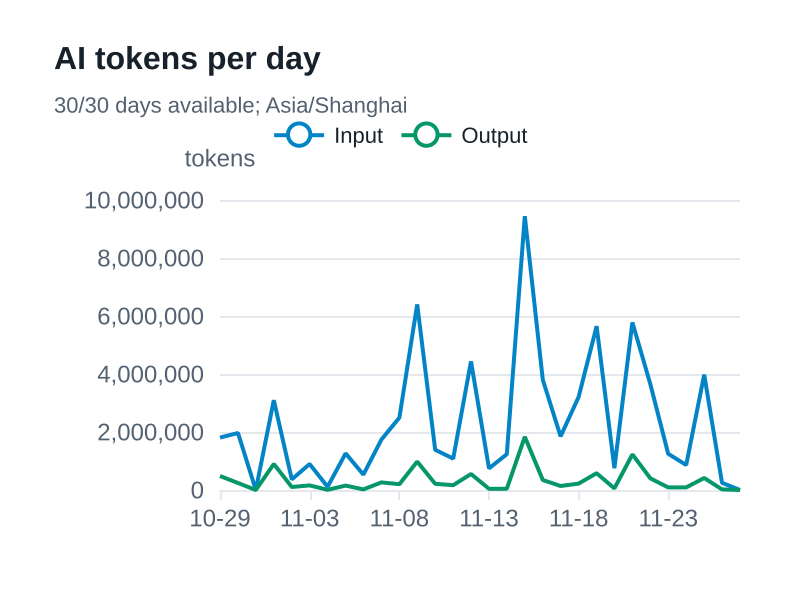 AI tokens per day
30/30 days available; Asia/Shanghai
Input Output
tokens
10,000,000
8,000,000
6,000,000
4,000,000
2,000,000
0
10-29 11-03 11-08 11-13 11-18 11-23